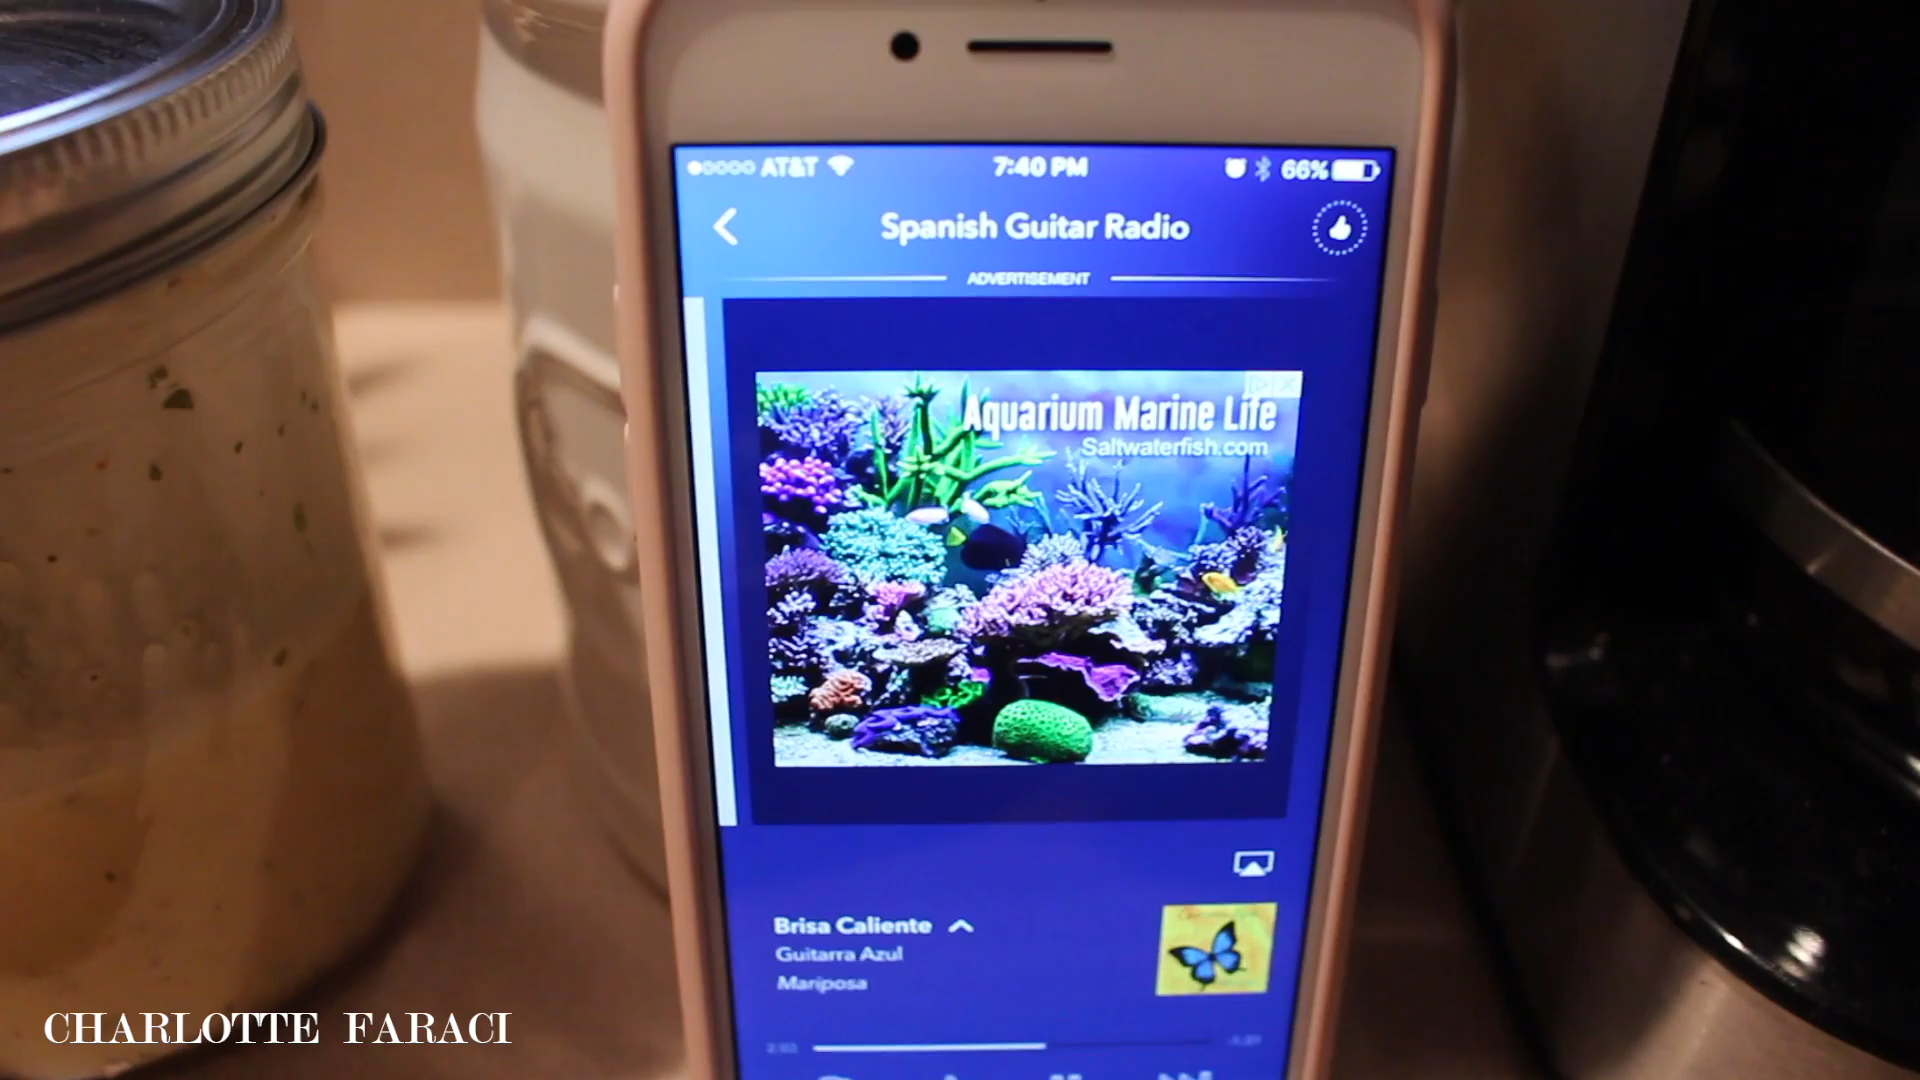 AT&T 7:40 PM 66%
Spanish Guitar Radio
ADVERTISEMENT
Aquarium Marine Life
Saltwaterfish.com
Brisa Caliente
Guitarra Azul
Mariposa
CHARLOTTE FARACI